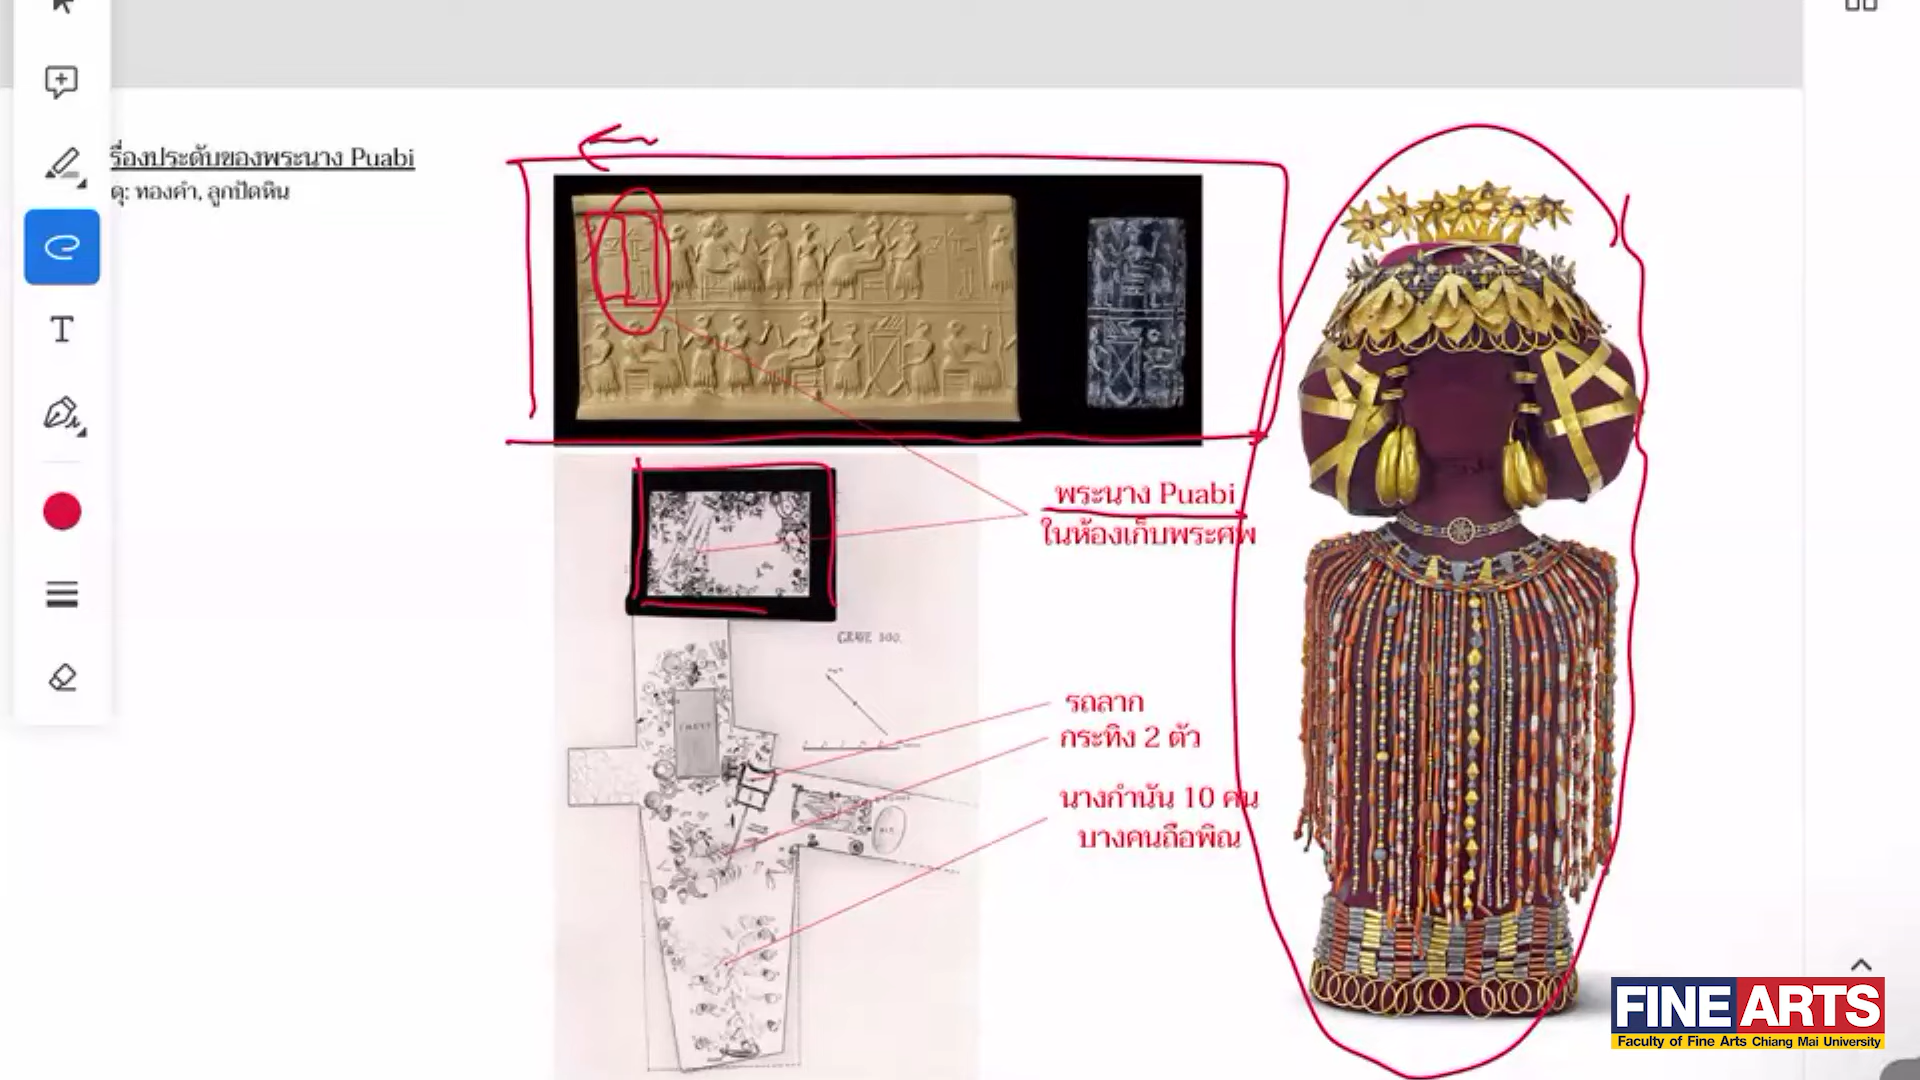 รื่องประดับของพระนาง Puabi
ดุ: ทองคำ, ลูกปัดหิน
พระนาง Puabi
ในห้องเก็บพระศพ
GRAVE 800.
รถลาก
กระทิง 2 ตัว
นางกำนัน 10 คน
บางคนถือพิณ
FINE ARTS
Faculty of Fine Arts Chiang Mai University